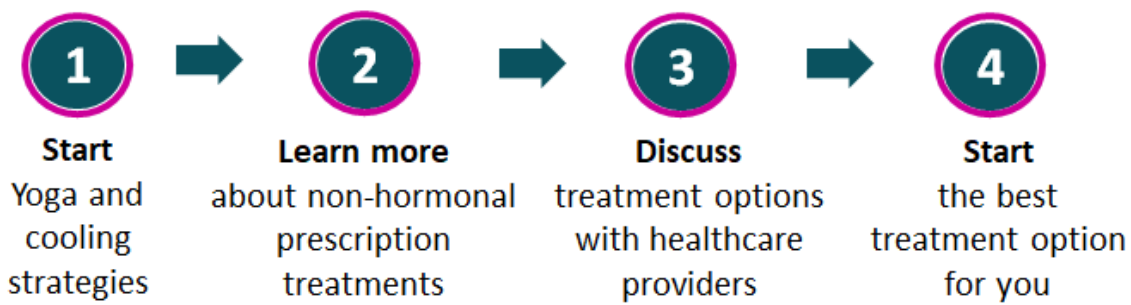 1
Start
Yoga and
cooling
strategies
2
Learn more
about non-hormonal
prescription
treatments
3
Discuss
treatment options
with healthcare
providers
4
Start
the best
treatment option
for you